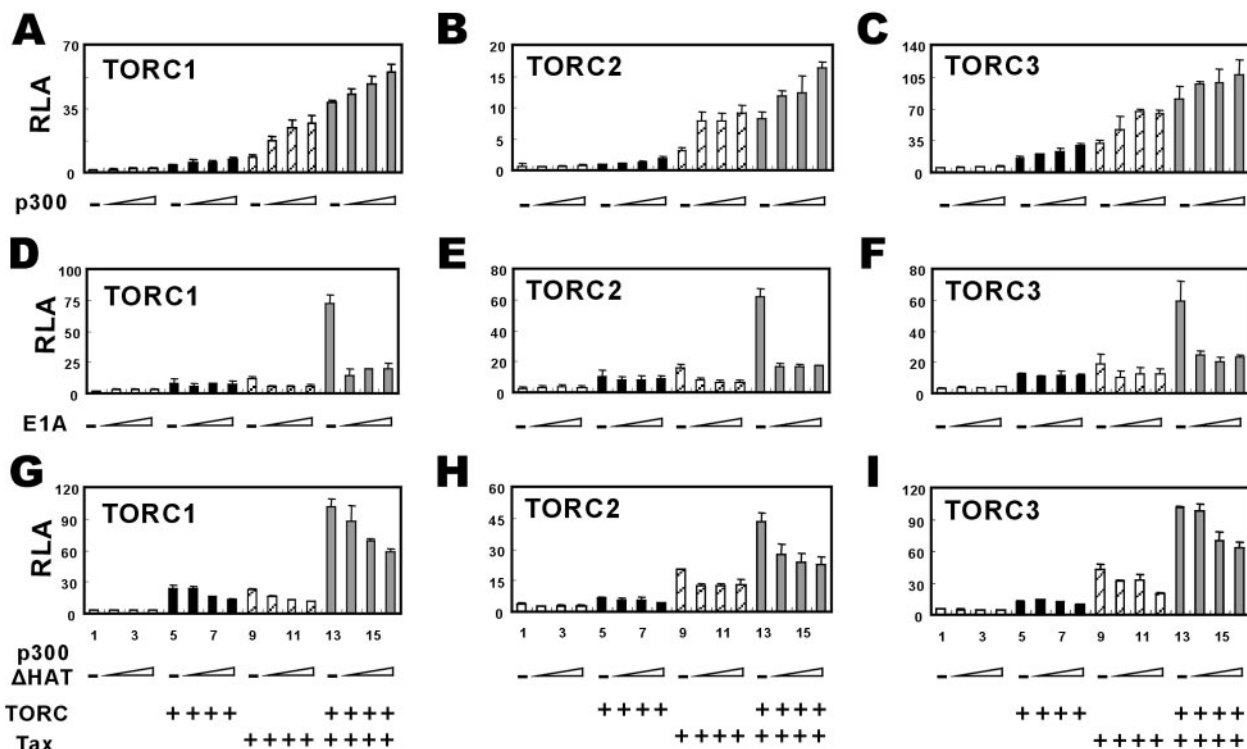 A B C
70 20 140
TORC1 TORC2 TORC3
15 105
RLA 35 10 70
5 35
0 0 0
p300 – – – – – – – – – – – –
D E F
100 80 80
TORC1 TORC2 TORC3
75 60 60
RLA 50 40 40
25 20 20
0 0 0
E1A – – – – – – – – – – – –
G H I
120 60 120
TORC1 TORC2 TORC3
90 45 90
RLA 60 30 60
30 15 30
0 0 0
1 3 5 7 9 11 13 15 1 3 5 7 9 11 13 15 1 3 5 7 9 11 13 15
p300
ΔHAT – – – – – – – – – – – –
TORC + + + + + + + + + + + + + + + + + + + + + + + +
Tax + + + + + + + + + + + + + + + + + + + + + + + +